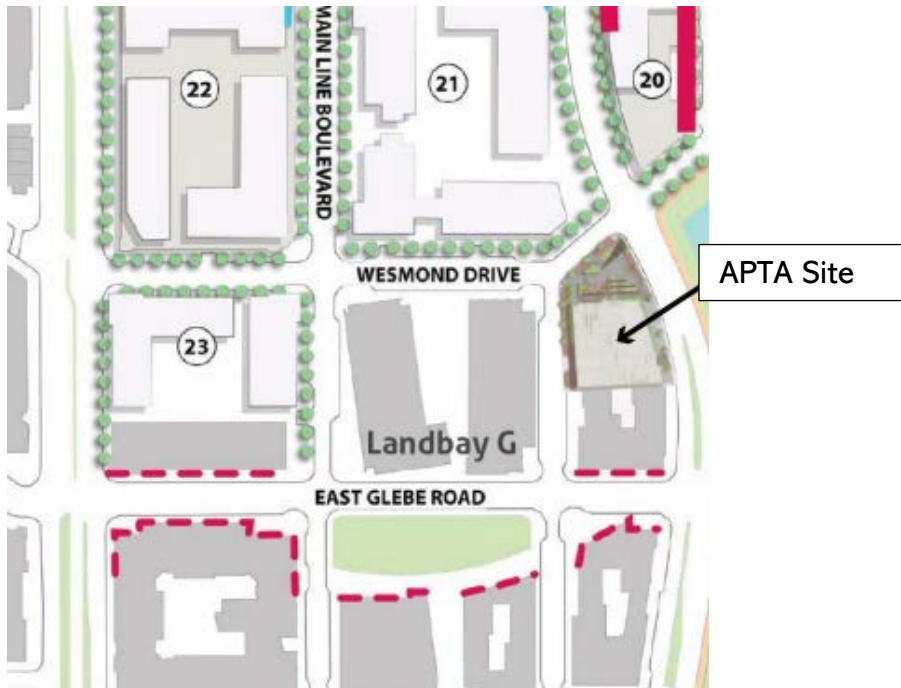 MAIN LINE BOULEVARD
22
21
20
WESMOND DRIVE
APTA Site
23
Landbay G
EAST GLEBE ROAD